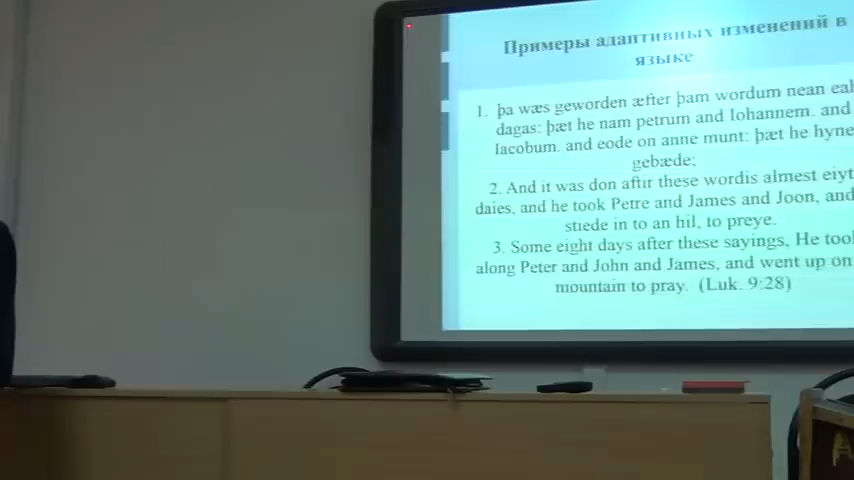 Примеры адаптивных изменений в
языке
1. þa wæs geworden æfter þam wordum nean eal
dagas: þæt he nam petrum and Iohannem. and
Iacobum. and eode on anne munt: þæt he hyne
gebæde;
2. And it was don aftir these wordis almest eiyt
daies, and he took Petre and James and Joon, and
stiede in to an hil, to preye.
3. Some eight days after these sayings, He took
along Peter and John and James, and went up on
mountain to pray. (Luk. 9:28)